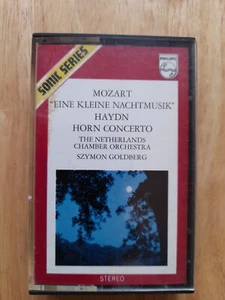 SONIC SERIES
PHILIPS
MOZART
"EINE KLEINE NACHTMUSIK"
HAYDN
HORN CONCERTO
THE NETHERLANDS
CHAMBER ORCHESTRA
SZYMON GOLDBERG
STEREO